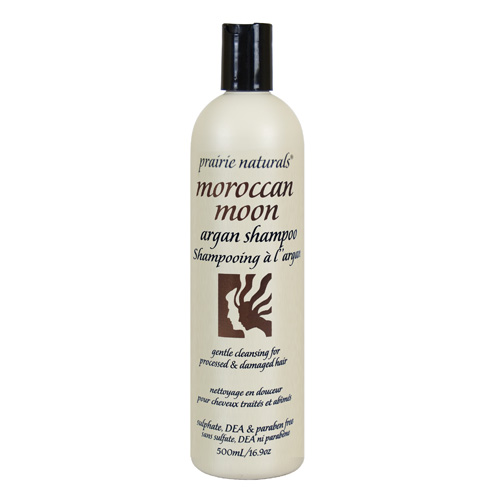 prairie naturals®
moroccan
moon
argan shampoo
Shampooing à l'argan
gentle cleansing for
processed & damaged hair
nettoyage en douceur
pour cheveux traités et abîmés
sulphate, DEA & paraben free
sans sulfate, DEA ni parabène
500mL/16.9oz